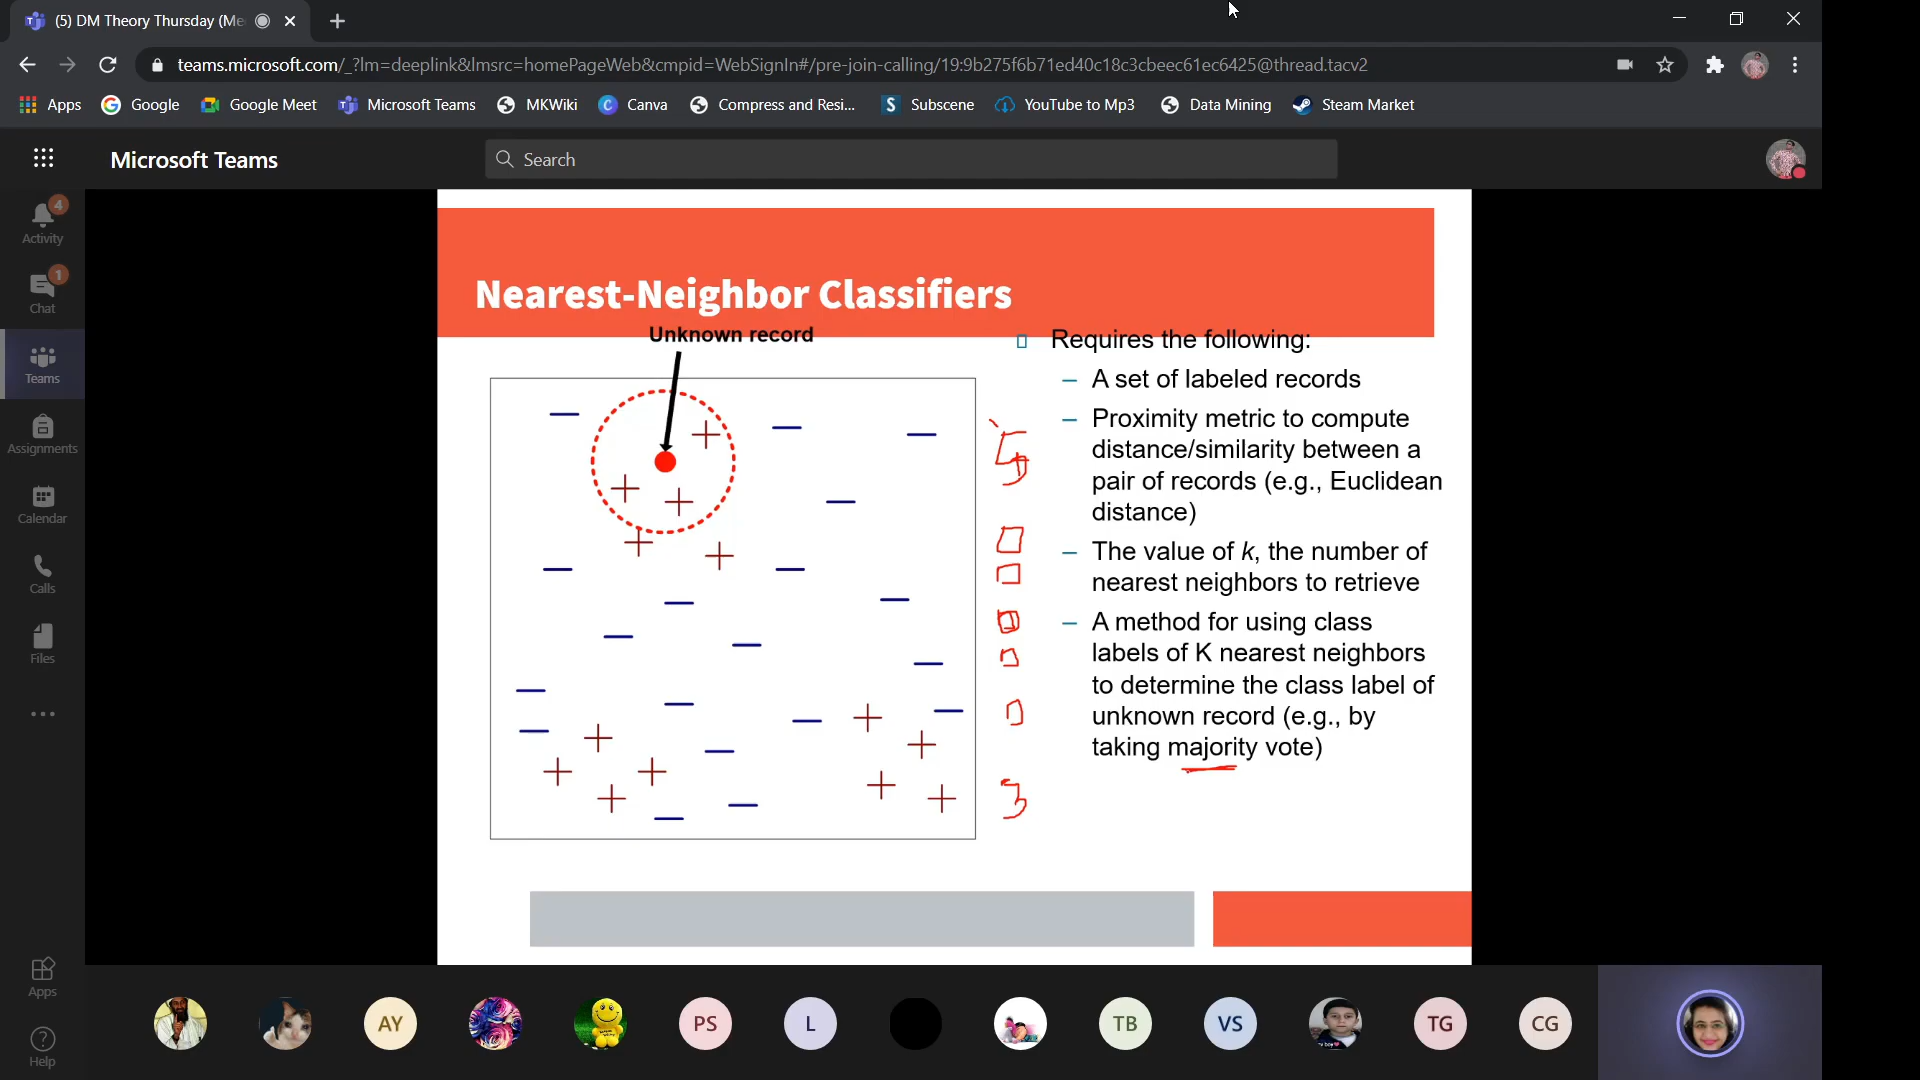 (5) DM Theory Thursday (Me
teams.microsoft.com/_?lm=deeplink&lmsrc=homePageWeb&cmpid=WebSignIn#/pre-join-calling/19:9b275f6b71ed40c18c3cbeec61ec6425@thread.tacv2
Apps Google Google Meet Microsoft Teams MKWiki Canva Compress and Resi... Subscene YouTube to Mp3 Data Mining Steam Market
Microsoft Teams
Search
4
Activity
1
Chat
Teams
Assignments
Calendar
Calls
Files
Apps
Help
Nearest-Neighbor Classifiers
Unknown record
Requires the following:
– A set of labeled records
– Proximity metric to compute
distance/similarity between a
pair of records (e.g., Euclidean
distance)
– The value of k, the number of
nearest neighbors to retrieve
– A method for using class
labels of K nearest neighbors
to determine the class label of
unknown record (e.g., by
taking majority vote)
3
AY PS L TB VS TG CG